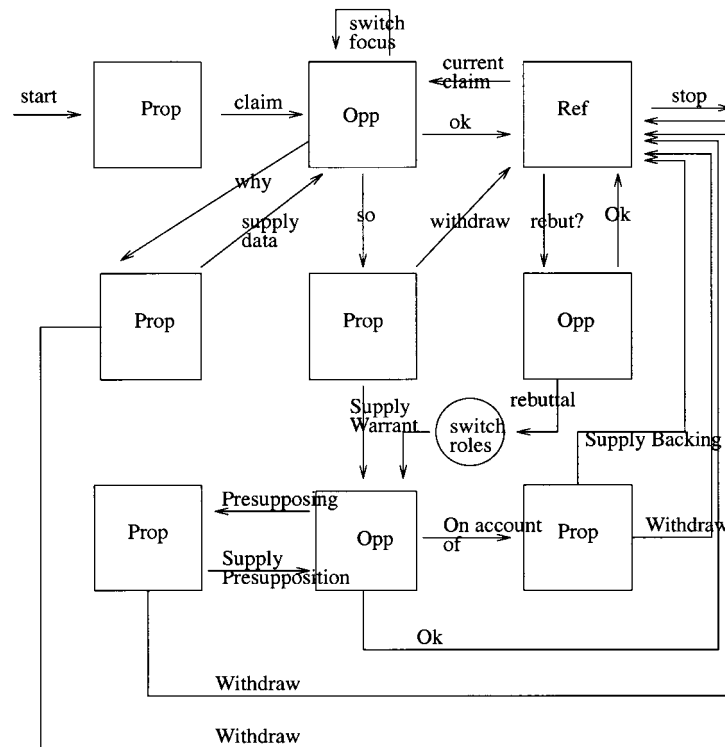 switch
focus
current
claim
start
Prop
claim
Opp
ok
Ref
stop
why
supply
data
so
withdraw
rebut?
Ok
Prop
Prop
Opp
Supply
Warrant
rebuttal
switch
roles
Supply Backing
Prop
Presupposing
Supply
Presupposition
Opp
On account
of
Prop
Withdraw
Ok
Withdraw
Withdraw